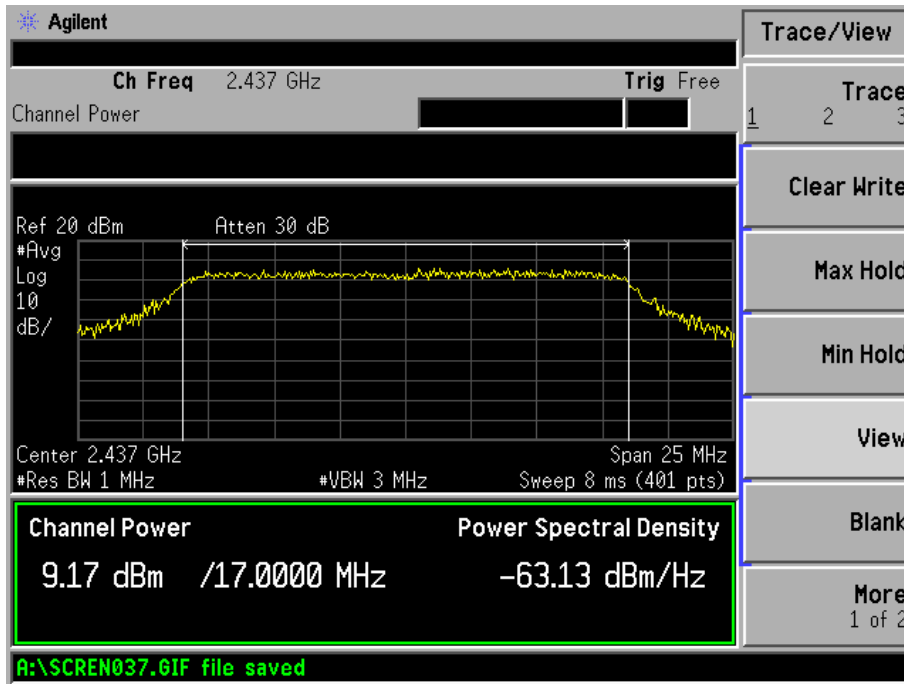 Agilent
Trace/View
Ch Freq 2.437 GHz Trig Free
Channel Power
Trace
1 2 3
Clear Write
Max Hold
Min Hold
View
Blank
More
1 of 2
Ref 20 dBm Atten 30 dB
#Avg
Log
10
dB/
Center 2.437 GHz Span 25 MHz
#Res BW 1 MHz #VBW 3 MHz Sweep 8 ms (401 pts)
Channel Power Power Spectral Density
9.17 dBm /17.0000 MHz -63.13 dBm/Hz
A:\SCREN037.GIF file saved